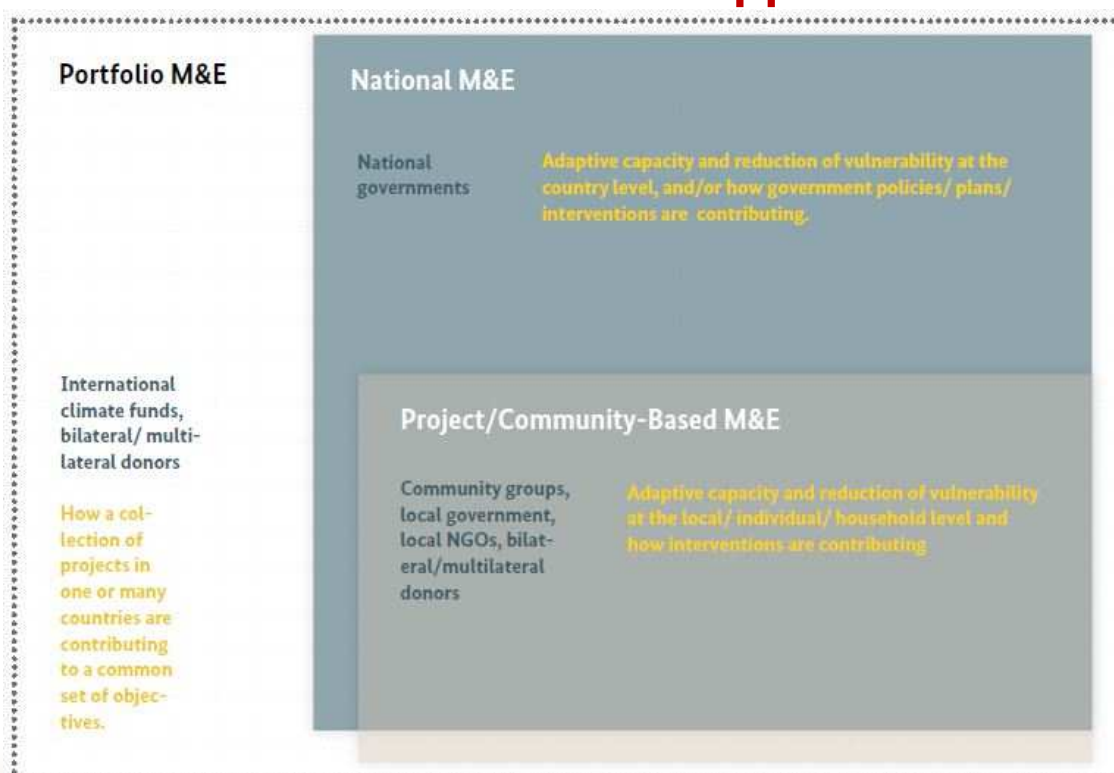 Portfolio M&E
National M&E
National
governments
Adaptive capacity and reduction of vulnerability at the
country level, and/or how government policies/ plans/
interventions are contributing.
International
climate funds,
bilateral/ multi-
lateral donors
How a col-
lection of
projects in
one or many
countries are
contributing
to a common
set of objec-
tives.
Project/Community-Based M&E
Community groups,
local government,
local NGOs, bilat-
eral/multilateral
donors
Adaptive capacity and reduction of vulnerability
at the local/ individual/ household level and
how interventions are contributing